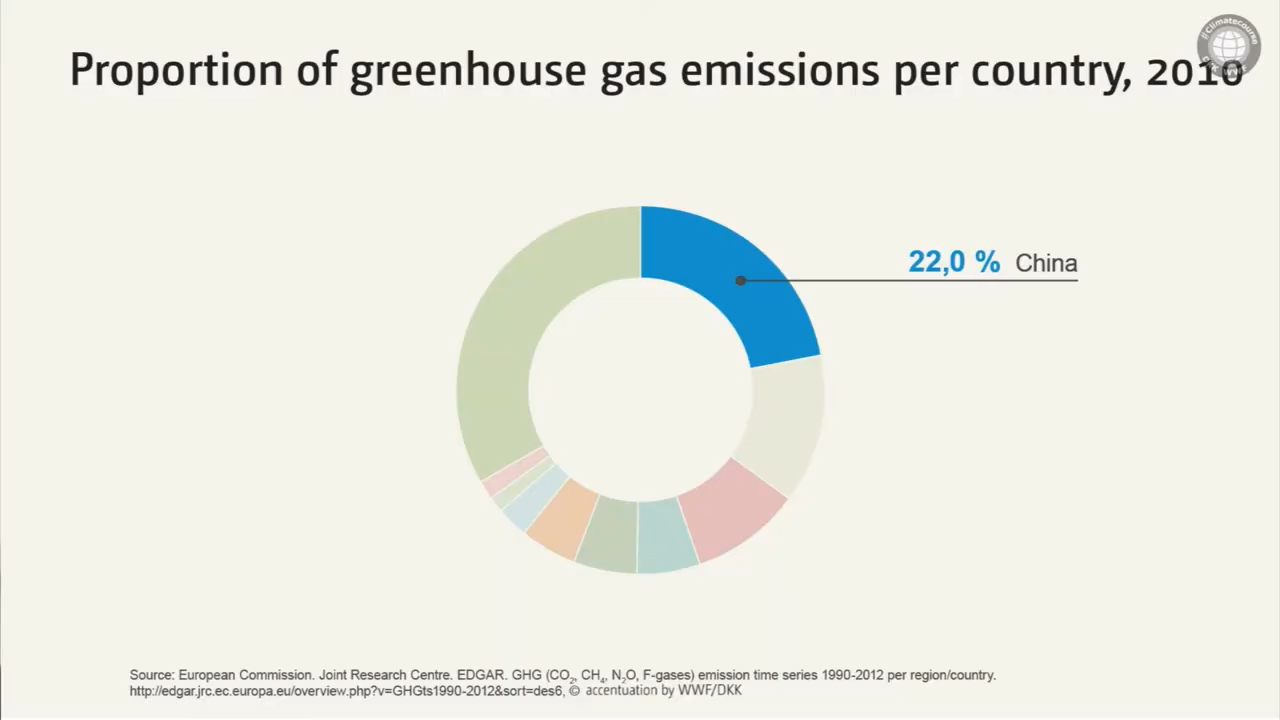 #Climatecourse
Proportion of greenhouse gas emissions per country, 2010
22,0 % China
Source: European Commission. Joint Research Centre. EDGAR. GHG (CO₂, CH₄, N₂O, F-gases) emission time series 1990-2012 per region/country.
http://edgar.jrc.ec.europa.eu/overview.php?v=GHGts1990-2012&sort=des6, © accentuation by WWF/DKK